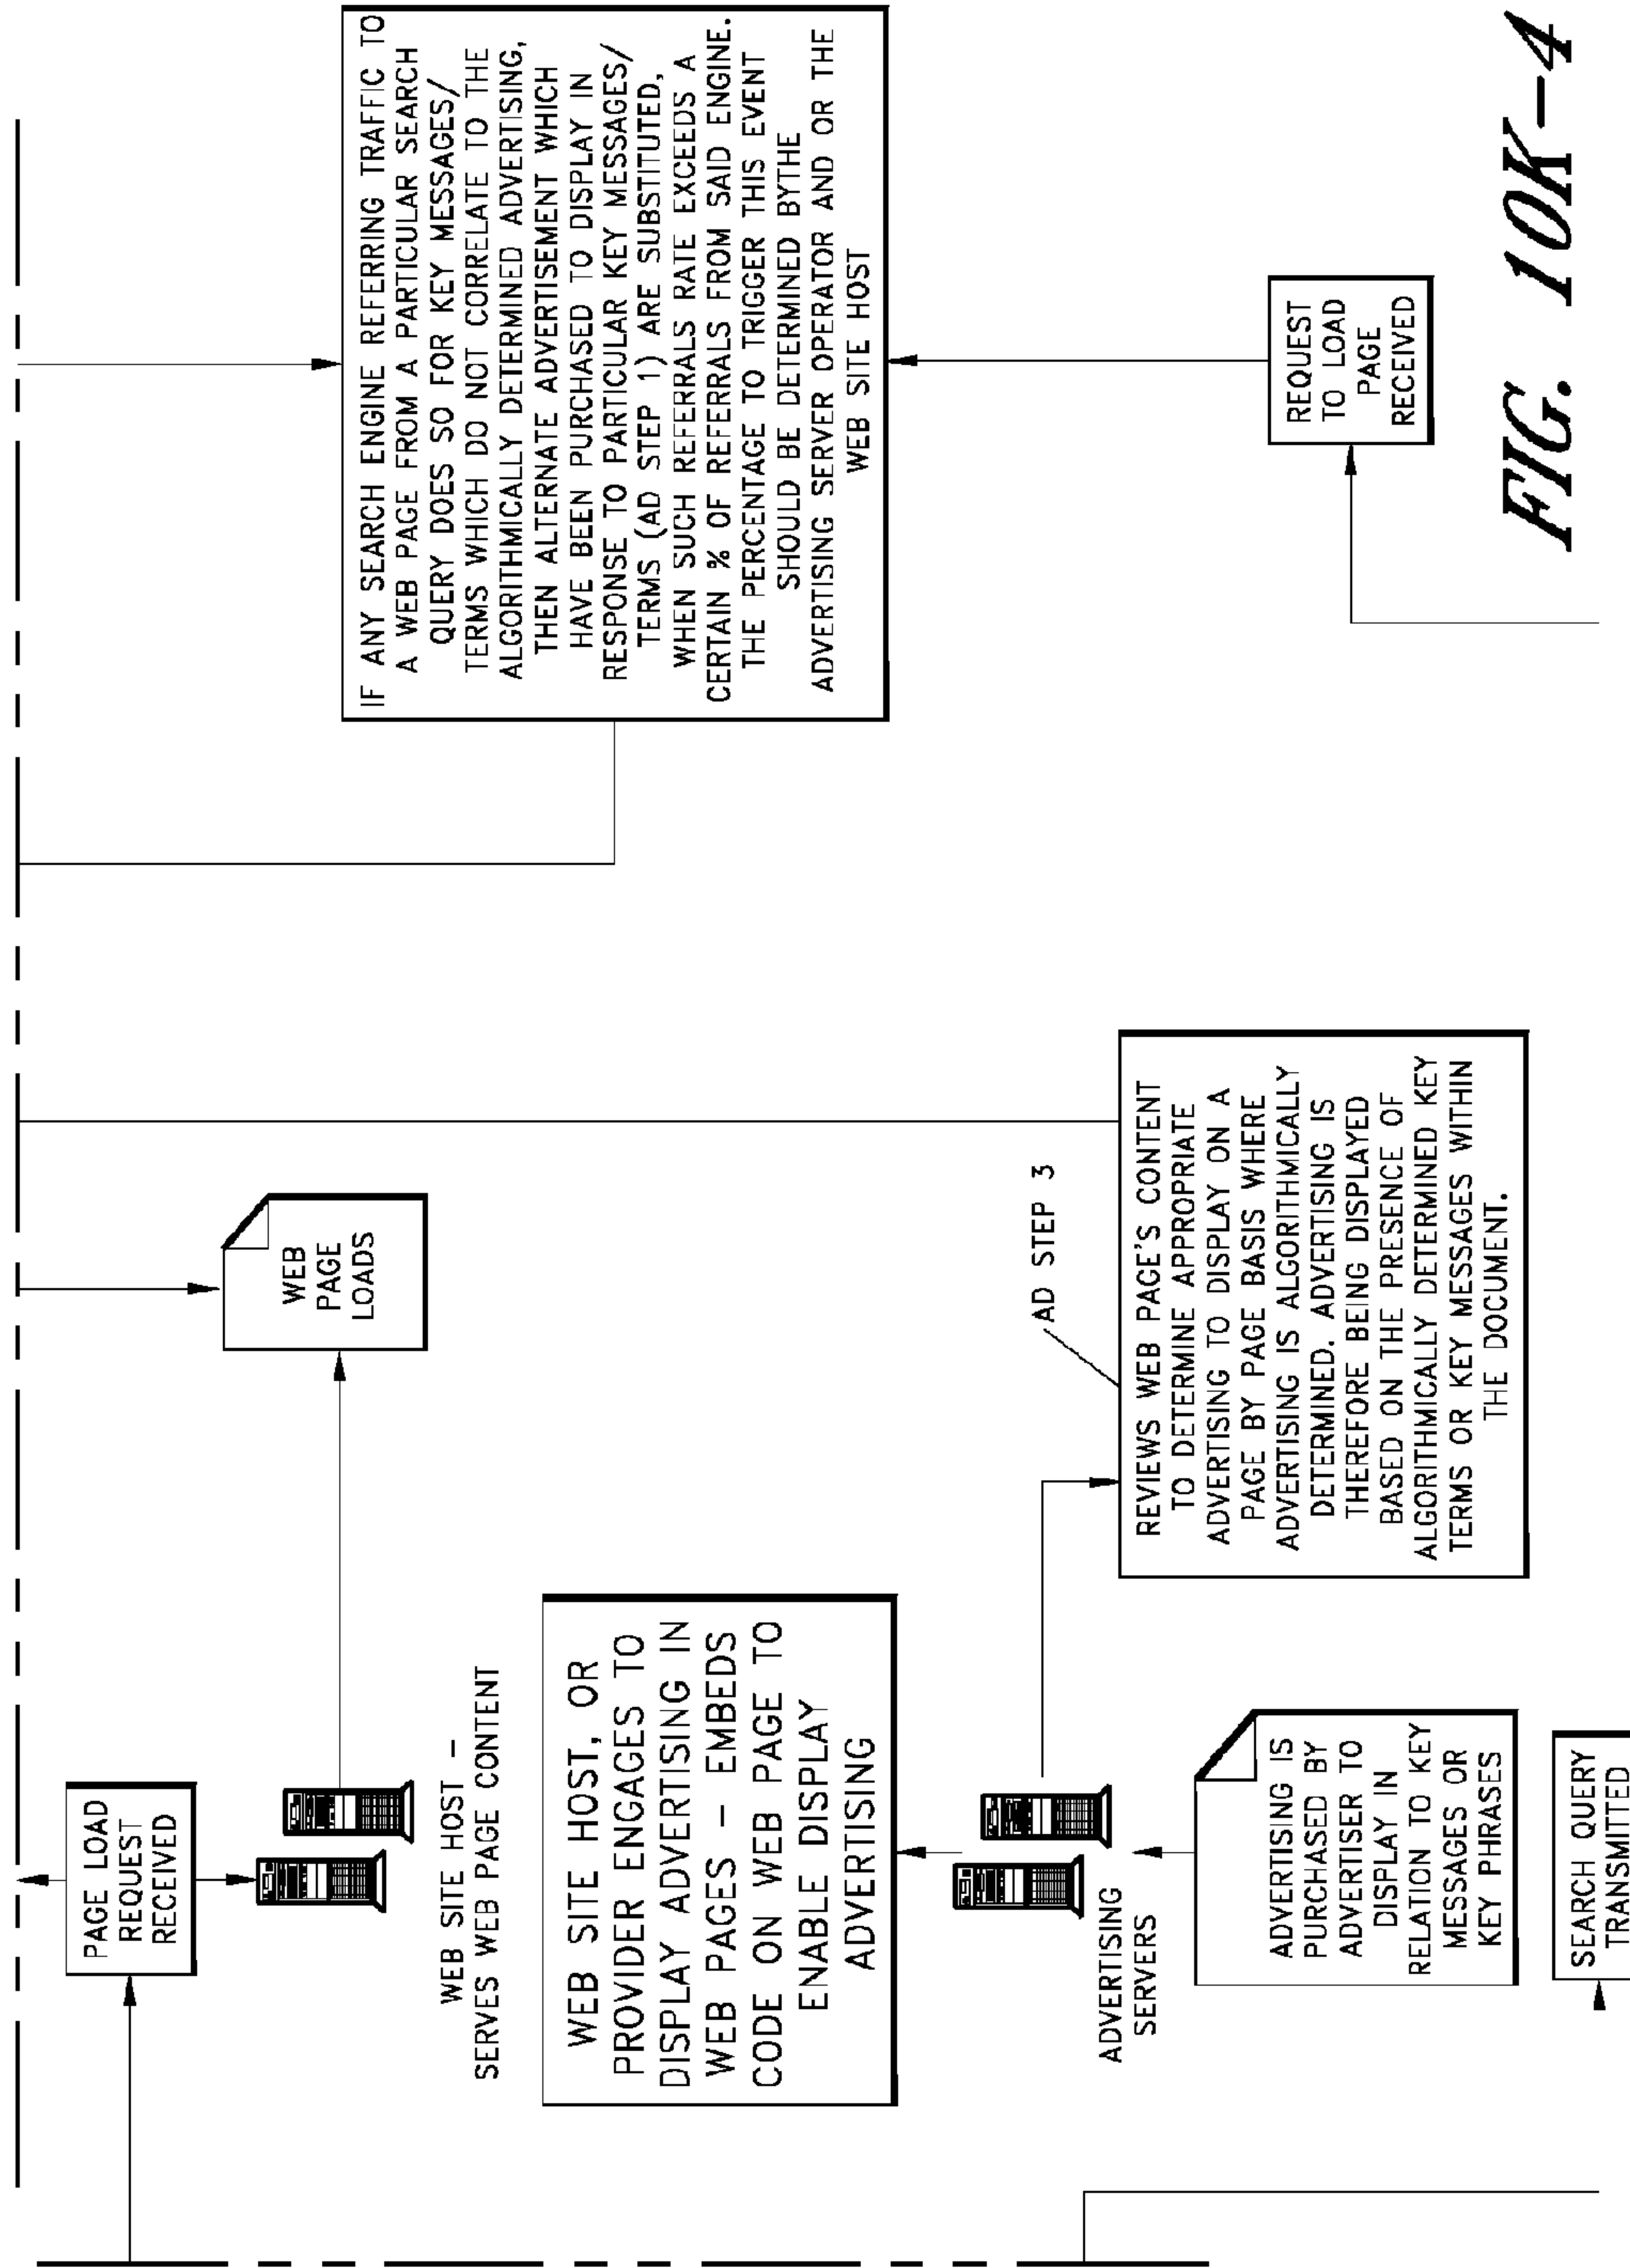 PAGE LOAD
REQUEST
RECEIVED
WEB SITE HOST –
SERVES WEB PAGE CONTENT
WEB
PAGE
LOADS
WEB SITE HOST, OR
PROVIDER ENGAGES TO
DISPLAY ADVERTISING IN
WEB PAGES – EMBEDS
CODE ON WEB PAGE TO
ENABLE DISPLAY
ADVERTISING
ADVERTISING
SERVERS
ADVERTISING IS
PURCHASED BY
ADVERTISER TO
DISPLAY IN
RELATION TO KEY
MESSAGES OR
KEY PHRASES
SEARCH QUERY
TRANSMITTED
AD STEP 3
REVIEWS WEB PAGE'S CONTENT
TO DETERMINE APPROPRIATE
ADVERTISING TO DISPLAY ON A
PAGE BY PAGE BASIS WHERE
ADVERTISING IS ALGORITHMICALLY
DETERMINED. ADVERTISING IS
THEREFORE BEING DISPLAYED
BASED ON THE PRESENCE OF
ALGORITHMICALLY DETERMINED KEY
TERMS OR KEY MESSAGES WITHIN
THE DOCUMENT.
IF ANY SEARCH ENGINE REFERRING TRAFFIC TO
A WEB PAGE FROM A PARTICULAR SEARCH
QUERY DOES SO FOR KEY MESSAGES/
TERMS WHICH DO NOT CORRELATE TO THE
ALGORITHMICALLY DETERMINED ADVERTISING,
THEN ALTERNATE ADVERTISEMENT WHICH
HAVE BEEN PURCHASED TO DISPLAY IN
RESPONSE TO PARTICULAR KEY MESSAGES/
TERMS (AD STEP 1) ARE SUBSTITUTED,
WHEN SUCH REFERRALS RATE EXCEEDS A
CERTAIN % OF REFERRALS FROM SAID ENGINE.
THE PERCENTAGE TO TRIGGER THIS EVENT
SHOULD BE DETERMINED BYTHE
ADVERTISING SERVER OPERATOR AND OR THE
WEB SITE HOST
REQUEST
TO LOAD
PAGE
RECEIVED
FIG. 10K-4